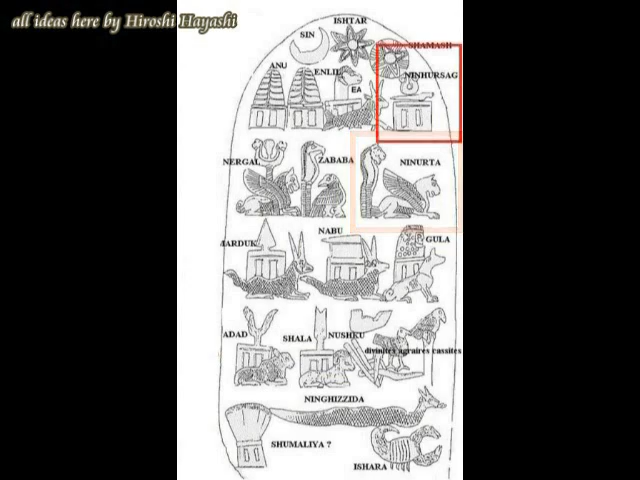 all ideas here by Hiroshi Hayashi
ISHTAR
SIN
SHAMASH
ANU
ENLIL
NINHURSAG
EA
NERGAL
ZABABA
NINURTA
NABU
MARDUK
GULA
ADAD
SHALA
NUSHKU
divinites agraires cassites
NINGHIZZIDA
SHUMALIYA ?
ISHARA